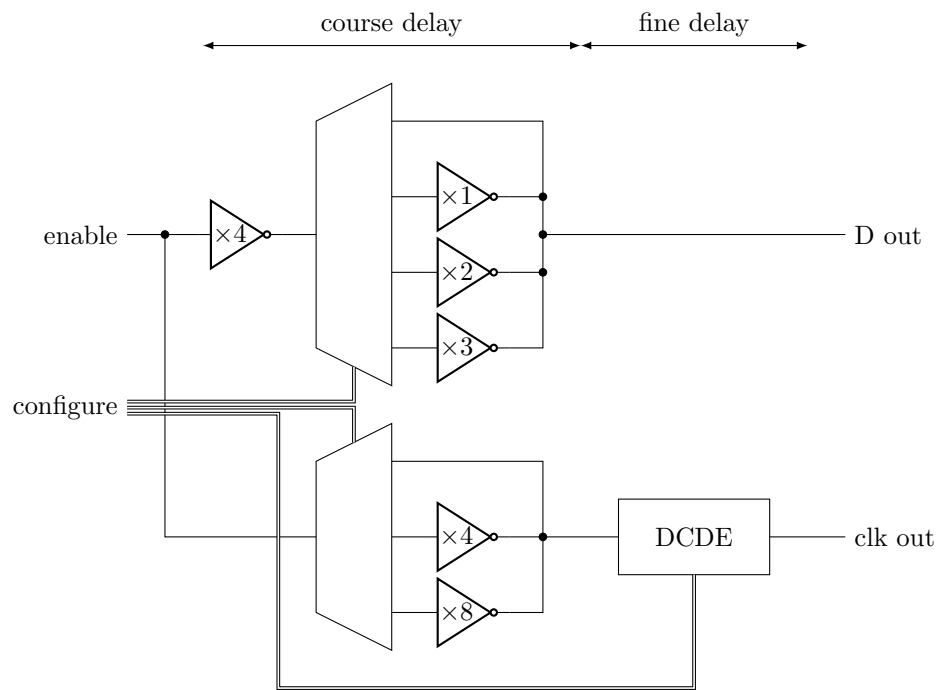 course delay
fine delay
×1
enable
×4
D out
×2
×3
configure
×4
DCDE
clk out
×8